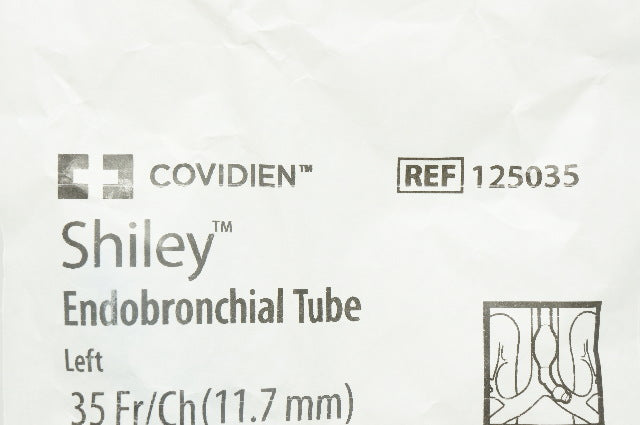 COVIDIEN™
REF 125035
Shiley™
Endobronchial Tube
Left
35 Fr/Ch (11.7 mm)